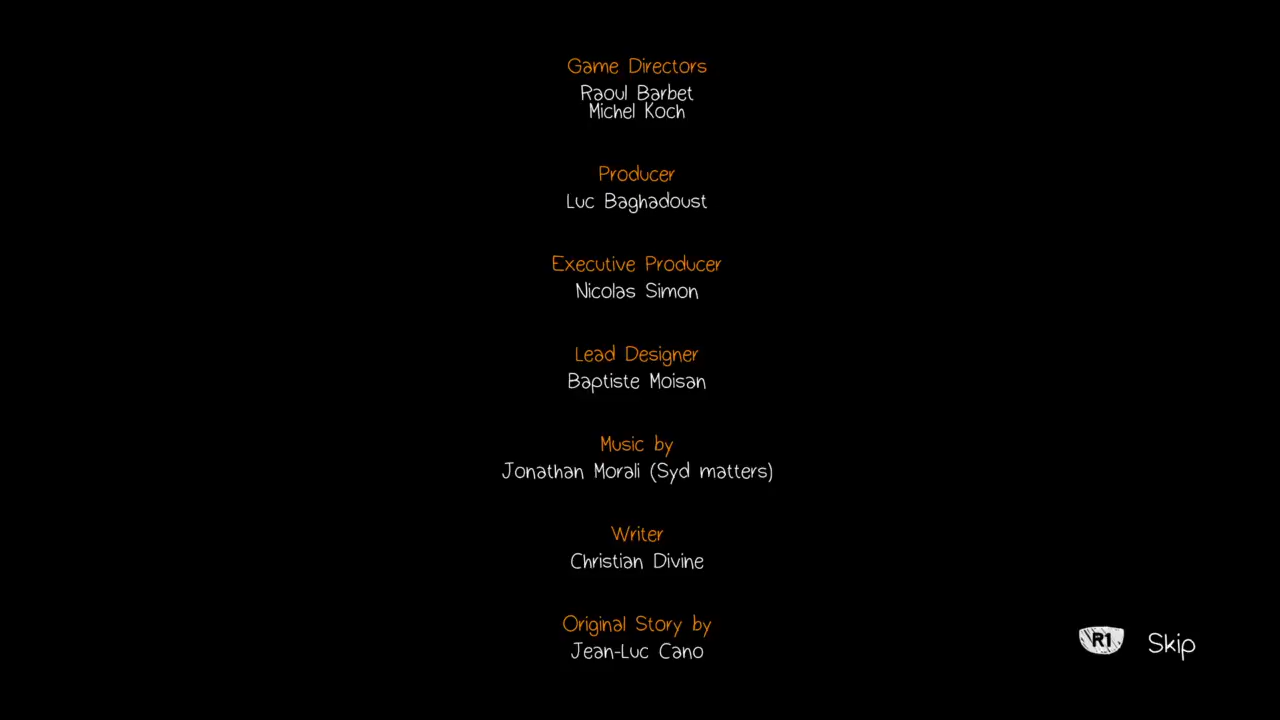 Game Directors
Raoul Barbet
Michel Koch
Producer
Luc Baghadoust
Executive Producer
Nicolas Simon
Lead Designer
Baptiste Moisan
Music by
Jonathan Morali (Syd matters)
Writer
Christian Divine
Original Story by
Jean-Luc Cano
R1 Skip